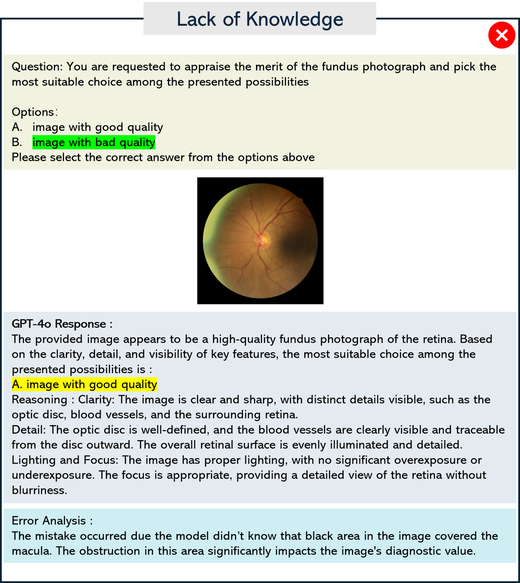 Lack of Knowledge
Question: You are requested to appraise the merit of the fundus photograph and pick the
most suitable choice among the presented possibilities
Options:
A. image with good quality
B. image with bad quality
Please select the correct answer from the options above
GPT-4o Response :
The provided image appears to be a high-quality fundus photograph of the retina. Based
on the clarity, detail, and visibility of key features, the most suitable choice among the
presented possibilities is :
A. image with good quality
Reasoning : Clarity: The image is clear and sharp, with distinct details visible, such as the
optic disc, blood vessels, and the surrounding retina.
Detail: The optic disc is well-defined, and the blood vessels are clearly visible and traceable
from the disc outward. The overall retinal surface is evenly illuminated and detailed.
Lighting and Focus: The image has proper lighting, with no significant overexposure or
underexposure. The focus is appropriate, providing a detailed view of the retina without
blurriness.
Error Analysis :
The mistake occurred due the model didn't know that black area in the image covered the
macula. The obstruction in this area significantly impacts the image's diagnostic value.